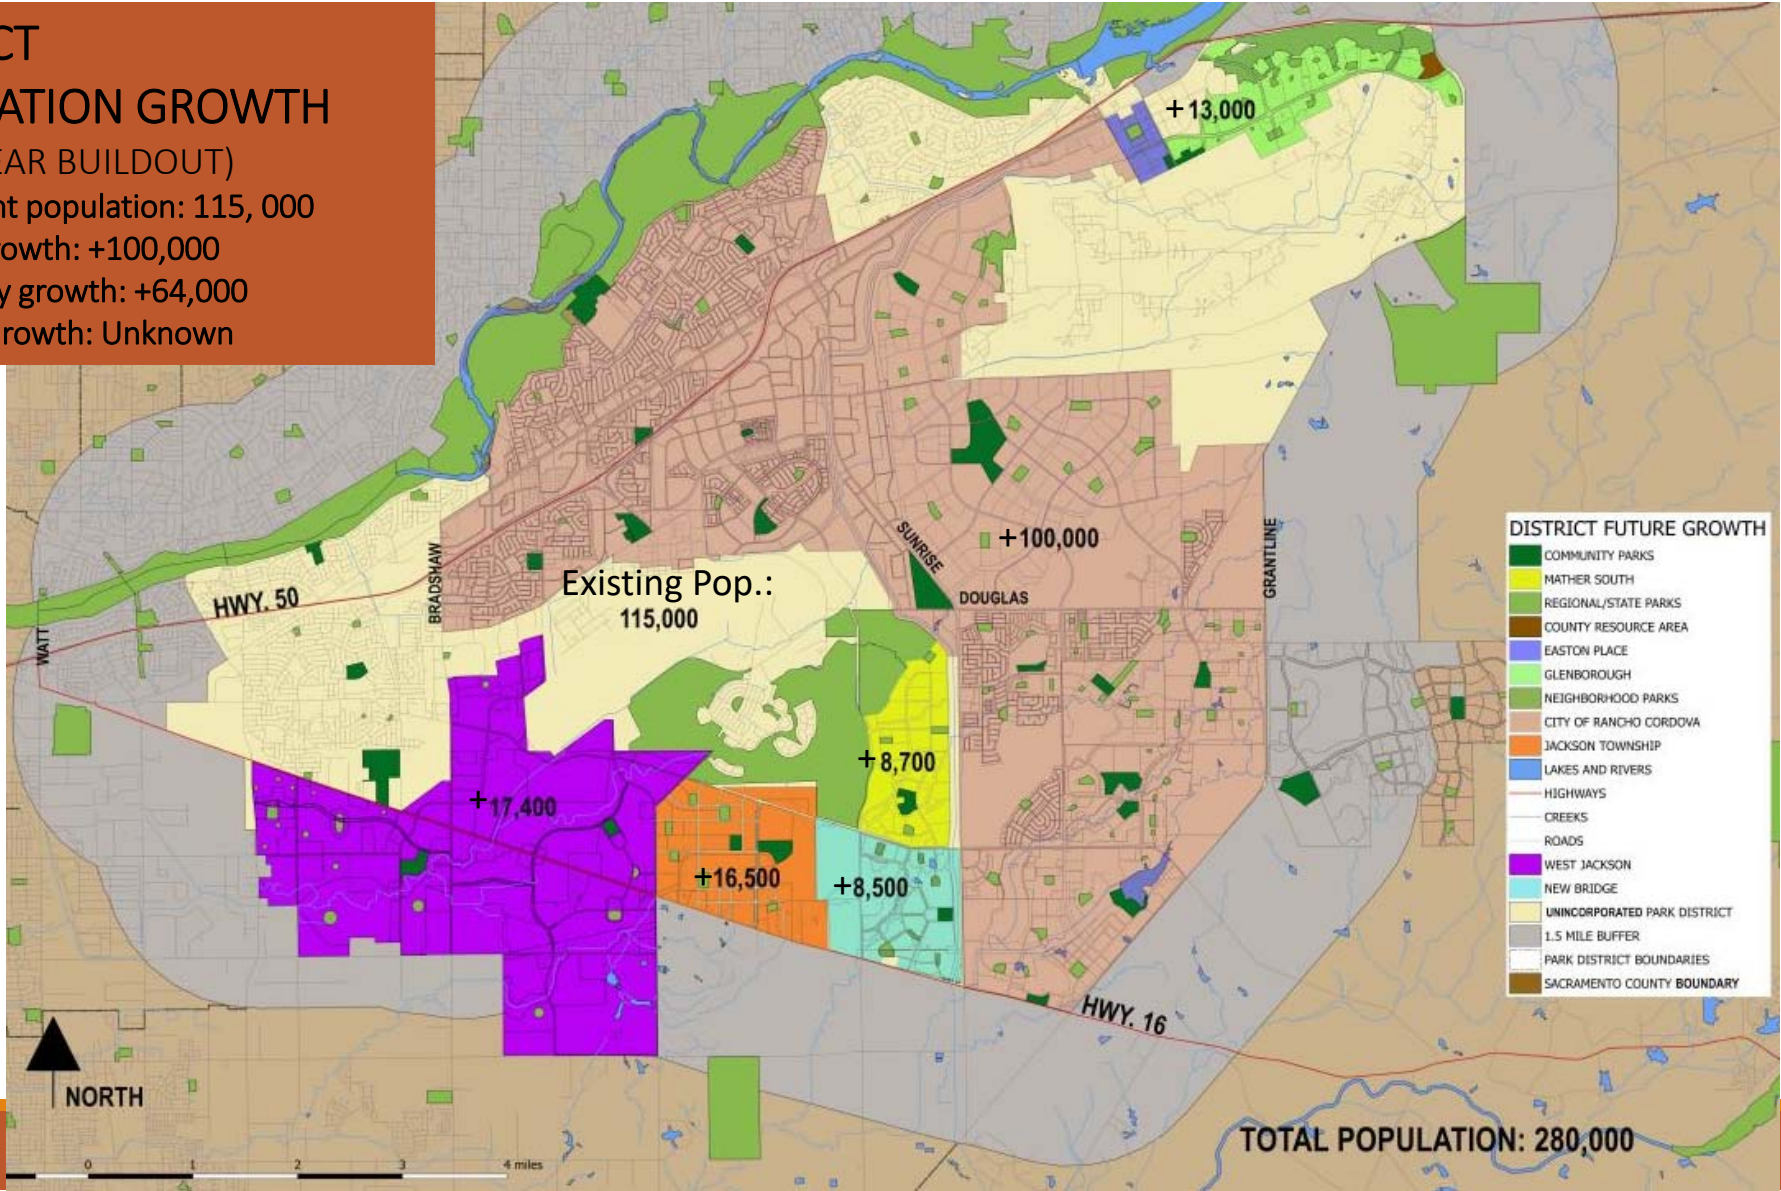 CT
ATION GROWTH
EAR BUILDOUT)
nt population: 115, 000
owth: +100,000
y growth: +64,000
rowth: Unknown
+13,000
+100,000
SUNRISE
GRANTLINE
DOUGLAS
BRADSHAW
HWY. 50
WATT
Existing Pop.:
115,000
+8,700
+17,400
+16,500
+8,500
HWY. 16
DISTRICT FUTURE GROWTH
COMMUNITY PARKS
MATHER SOUTH
REGIONAL/STATE PARKS
COUNTY RESOURCE AREA
EASTON PLACE
GLENBOROUGH
NEIGHBORHOOD PARKS
CITY OF RANCHO CORDOVA
JACKSON TOWNSHIP
LAKES AND RIVERS
HIGHWAYS
CREEKS
ROADS
WEST JACKSON
NEW BRIDGE
UNINCORPORATED PARK DISTRICT
1.5 MILE BUFFER
PARK DISTRICT BOUNDARIES
SACRAMENTO COUNTY BOUNDARY
NORTH
0 1 2 3 4 miles
TOTAL POPULATION: 280,000